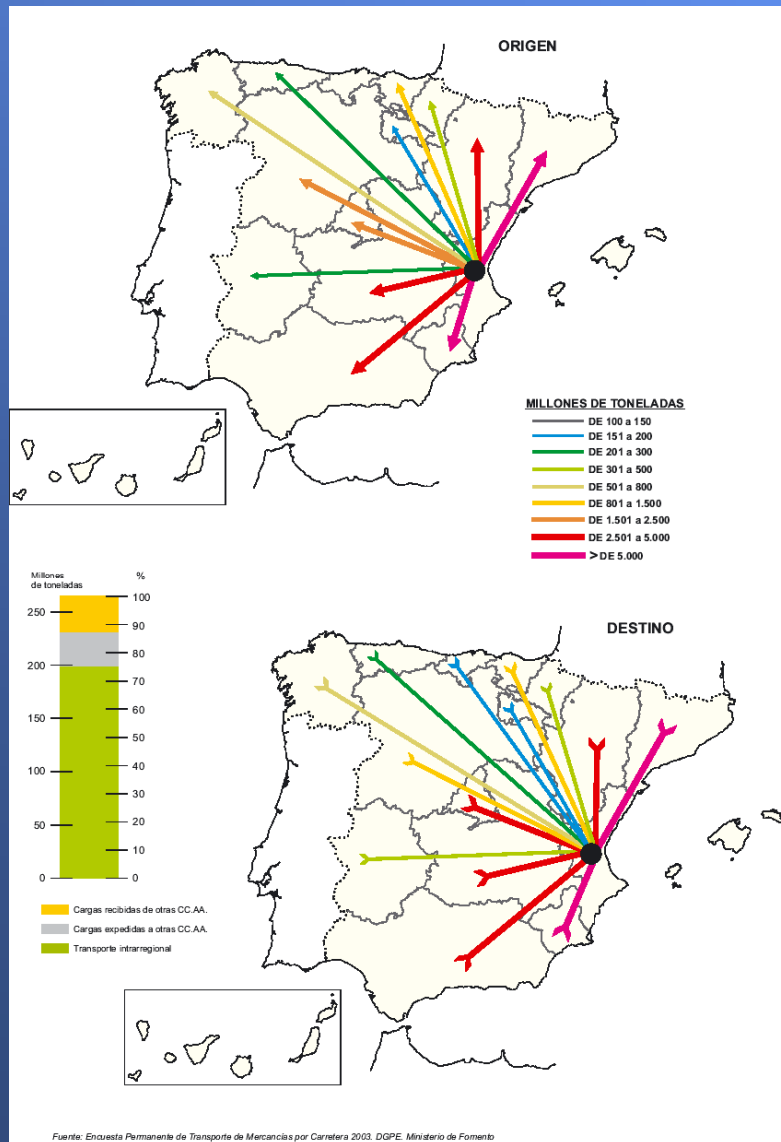 ORIGEN
MILLONES DE TONELADAS
DE 100 a 150
DE 151 a 200
DE 201 a 300
DE 301 a 500
DE 501 a 800
DE 801 a 1.500
DE 1.501 a 2.500
DE 2.501 a 5.000
> DE 5.000
Millones
de toneladas
%
250
200
150
100
50
0
100
90
80
70
60
50
40
30
20
10
0
Cargas recibidas de otras CC.AA.
Cargas expedidas a otras CC.AA.
Transporte intrarregional
DESTINO
Fuente: Encuesta Permanente de Transporte de Mercancías por Carretera 2003. DGPE. Ministerio de Fomento